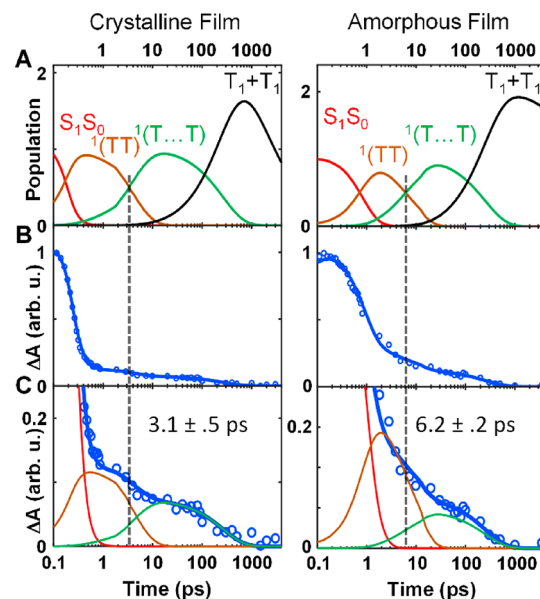 Crystalline Film
Amorphous Film
1 10 100 1000
1 10 100 1000
A
2
0
Population
S₁S₀
¹(TT)
¹(T...T)
T₁+T₁
2
0
S₁S₀
¹(TT)
¹(T...T)
T₁+T₁
B
1
0
ΔA (arb. u.)
1
0
C
0.2
0
ΔA (arb. u.)
3.1 ± .5 ps
0.2
0
6.2 ± .2 ps
0.1 1 10 100 1000
Time (ps)
0.1 1 10 100 1000
Time (ps)